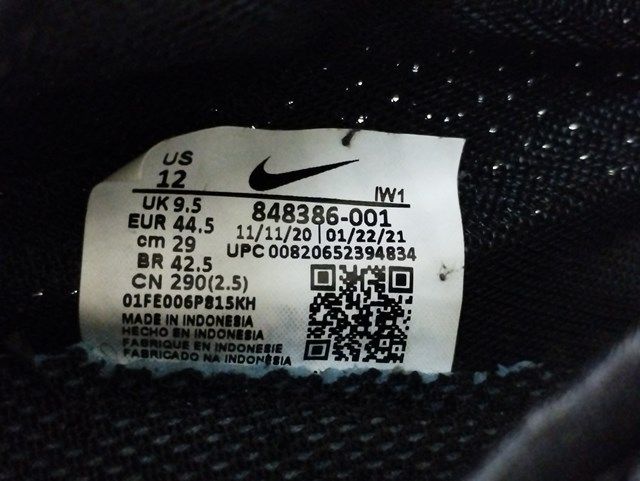 US
12
IW1
UK 9.5
EUR 44.5
cm 29
BR 42.5
CN 290(2.5)
848386-001
11/11/20 | 01/22/21
UPC 00820652394834
01FE006P815KH
MADE IN INDONESIA
HECHO EN INDONESIA
FABRIQUE EN INDONESIE
FABRICADO NA INDONÉSIA